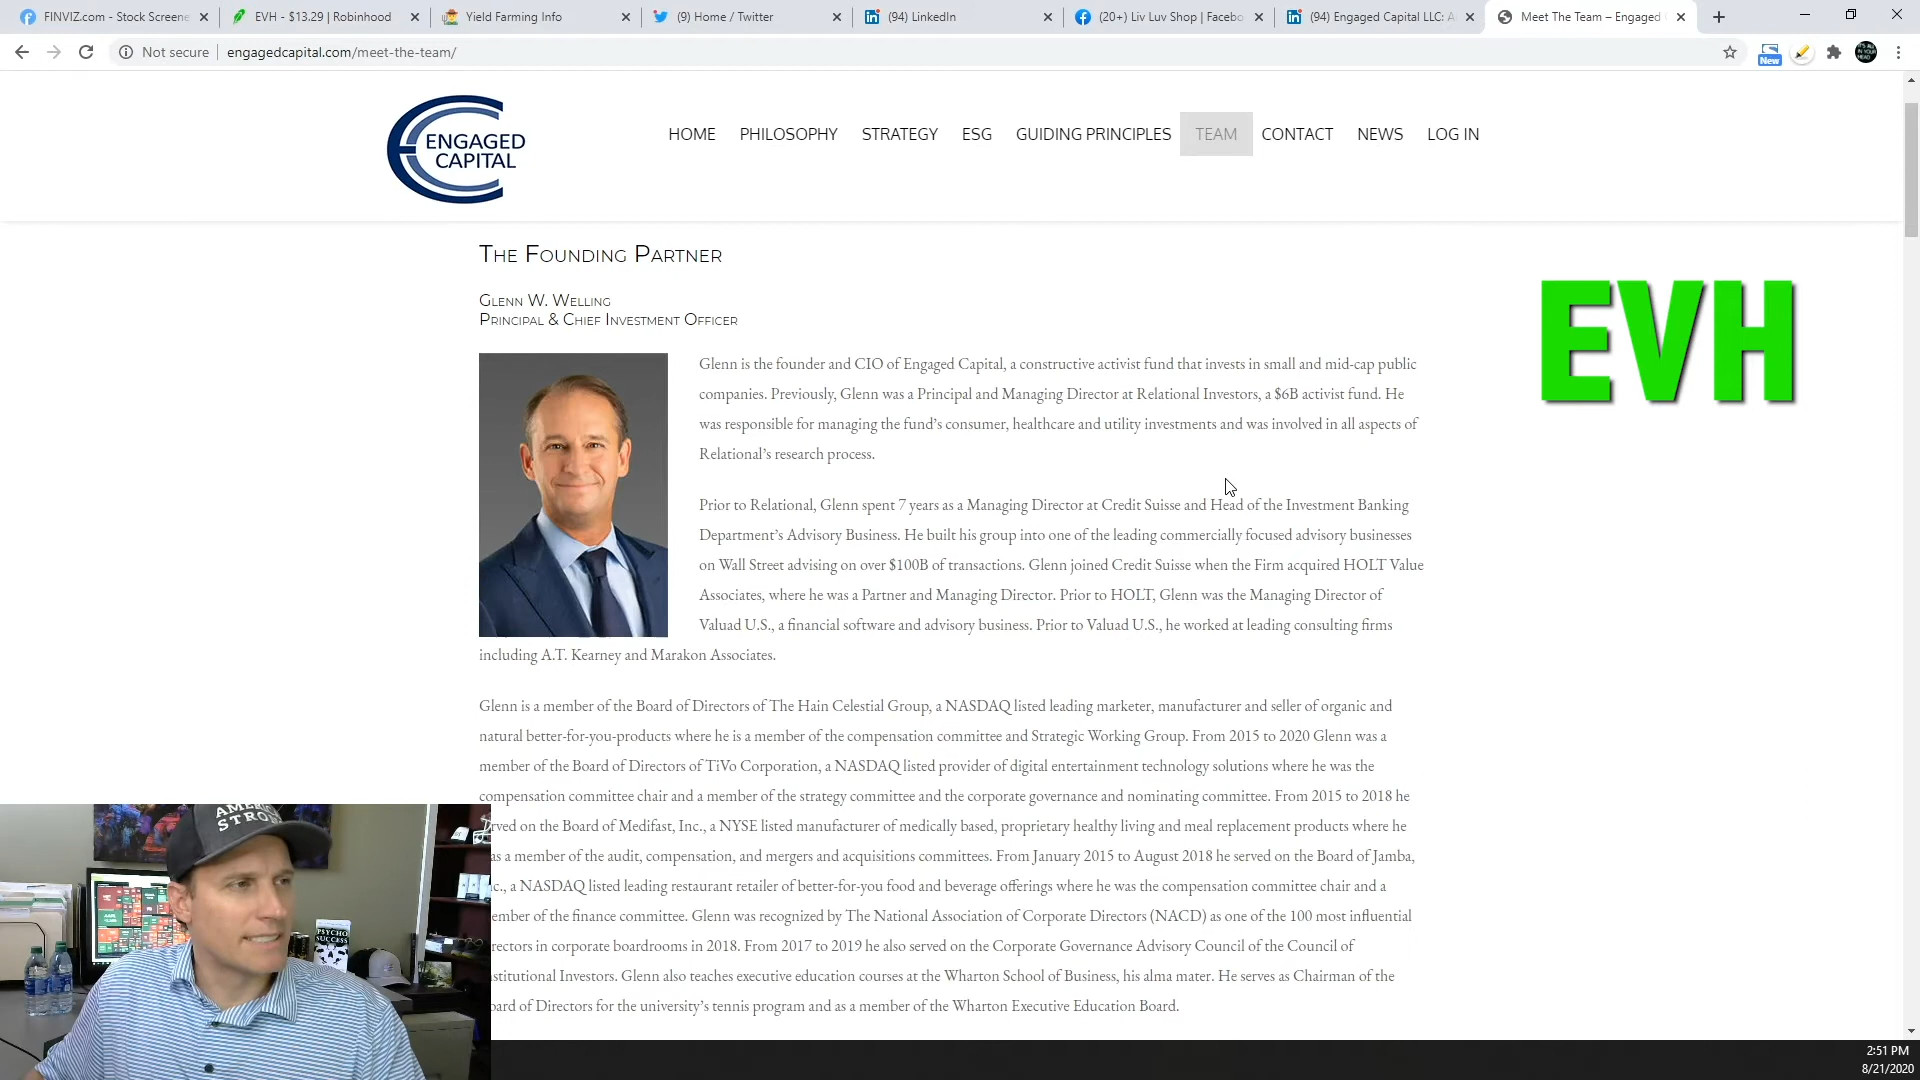 FINVIZ.com - Stock Screene
EVH - $13.29 | Robinhood
Yield Farming Info
(9) Home / Twitter
(94) LinkedIn
(20+) Liv Luv Shop | Facebo
(94) Engaged Capital LLC: A
Meet The Team – Engaged
Not secure
engagedcapital.com/meet-the-team/
New
ENGAGED
CAPITAL
HOME PHILOSOPHY STRATEGY ESG GUIDING PRINCIPLES TEAM CONTACT NEWS LOG IN
The Founding Partner
Glenn W. Welling
Principal & Chief Investment Officer
EVH
Glenn is the founder and CIO of Engaged Capital, a constructive activist fund that invests in small and mid-cap public
companies. Previously, Glenn was a Principal and Managing Director at Relational Investors, a $6B activist fund. He
was responsible for managing the fund’s consumer, healthcare and utility investments and was involved in all aspects of
Relational’s research process.
Prior to Relational, Glenn spent 7 years as a Managing Director at Credit Suisse and Head of the Investment Banking
Department’s Advisory Business. He built his group into one of the leading commercially focused advisory businesses
on Wall Street advising on over $100B of transactions. Glenn joined Credit Suisse when the Firm acquired HOLT Value
Associates, where he was a Partner and Managing Director. Prior to HOLT, Glenn was the Managing Director of
Valuad U.S., a financial software and advisory business. Prior to Valuad U.S., he worked at leading consulting firms
including A.T. Kearney and Marakon Associates.
Glenn is a member of the Board of Directors of The Hain Celestial Group, a NASDAQ listed leading marketer, manufacturer and seller of organic and
natural better-for-you-products where he is a member of the compensation committee and Strategic Working Group. From 2015 to 2020 Glenn was a
member of the Board of Directors of TiVo Corporation, a NASDAQ listed provider of digital entertainment technology solutions where he was the
compensation committee chair and a member of the strategy committee and the corporate governance and nominating committee. From 2015 to 2018 he
rved on the Board of Medifast, Inc., a NYSE listed manufacturer of medically based, proprietary healthy living and meal replacement products where he
as a member of the audit, compensation, and mergers and acquisitions committees. From January 2015 to August 2018 he served on the Board of Jamba,
c., a NASDAQ listed leading restaurant retailer of better-for-you food and beverage offerings where he was the compensation committee chair and a
ember of the finance committee. Glenn was recognized by The National Association of Corporate Directors (NACD) as one of the 100 most influential
rectors in corporate boardrooms in 2018. From 2017 to 2019 he also served on the Corporate Governance Advisory Council of the Council of
stitutional Investors. Glenn also teaches executive education courses at the Wharton School of Business, his alma mater. He serves as Chairman of the
oard of Directors for the university’s tennis program and as a member of the Wharton Executive Education Board.
AMERIC
STRONG
PSYCHO
SUCCESS
2:51 PM
8/21/2020